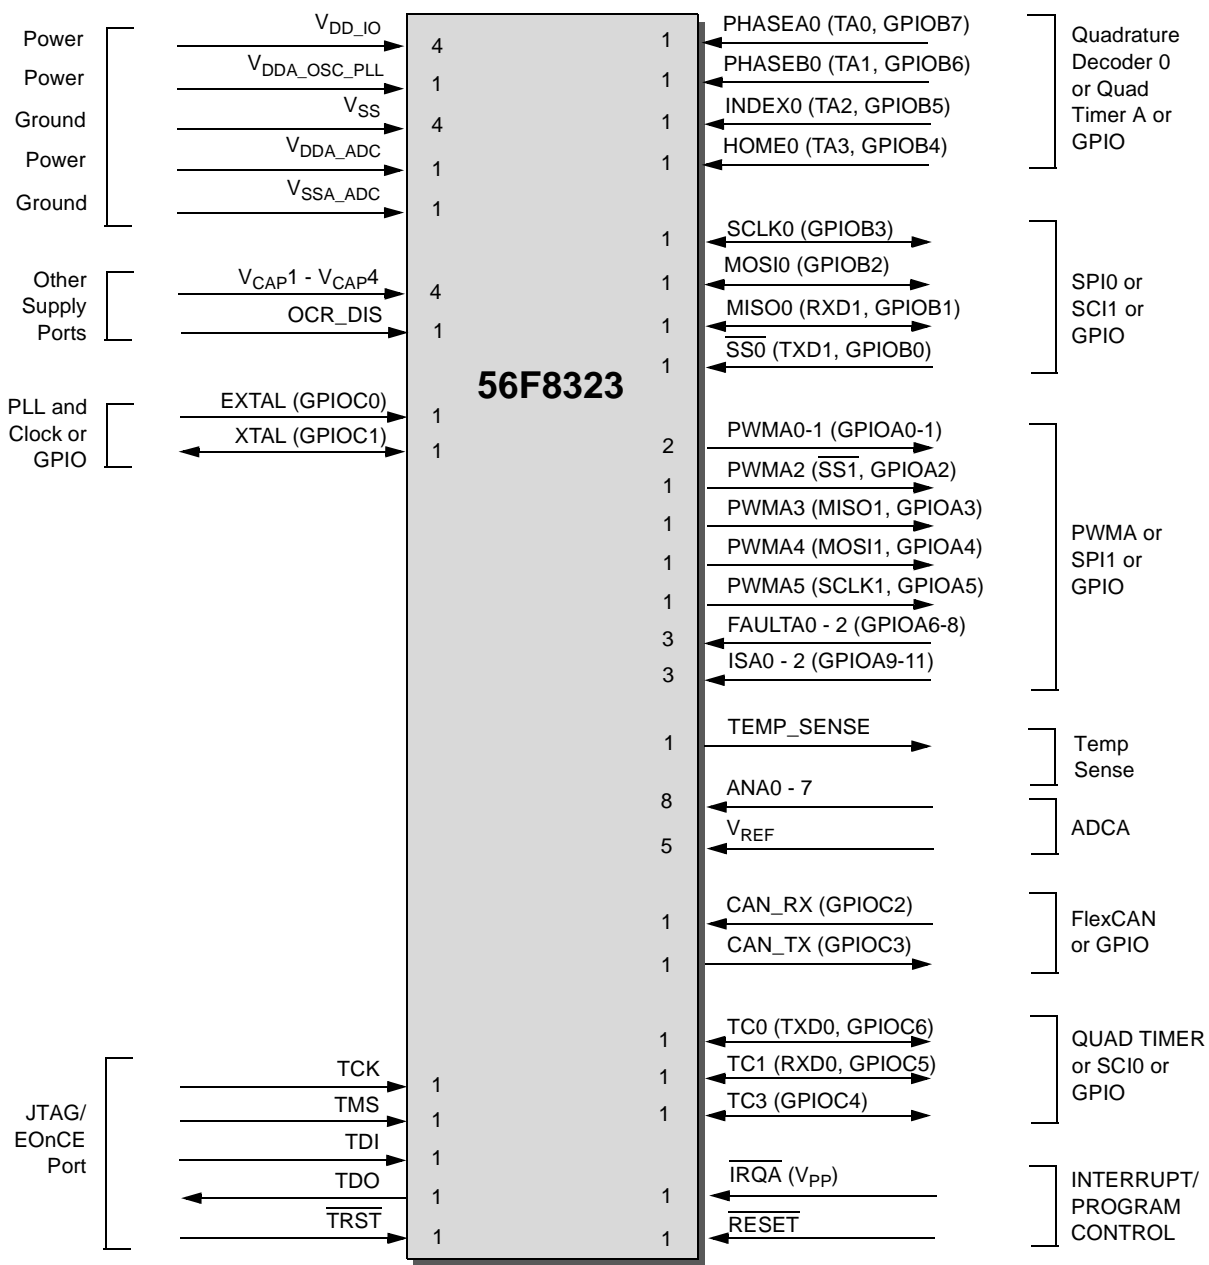 Power
V_DD_IO
4
Power
V_DDA_OSC_PLL
1
Ground
V_SS
4
Power
V_DDA_ADC
1
Ground
V_SSA_ADC
1
Other
Supply
Ports
V_CAP1 - V_CAP4
4
OCR_DIS
1
PLL and
Clock or
GPIO
EXTAL (GPIOC0)
1
XTAL (GPIOC1)
1
JTAG/
EOnCE
Port
TCK
1
TMS
1
TDI
1
TDO
1
TRST
1
56F8323
1
PHASEA0 (TA0, GPIOB7)
1
PHASEB0 (TA1, GPIOB6)
1
INDEX0 (TA2, GPIOB5)
1
HOME0 (TA3, GPIOB4)
Quadrature
Decoder 0
or Quad
Timer A or
GPIO
1
SCLK0 (GPIOB3)
1
MOSI0 (GPIOB2)
1
MISO0 (RXD1, GPIOB1)
1
SS0 (TXD1, GPIOB0)
SPI0 or
SCI1 or
GPIO
2
PWMA0-1 (GPIOA0-1)
1
PWMA2 (SS1, GPIOA2)
1
PWMA3 (MISO1, GPIOA3)
1
PWMA4 (MOSI1, GPIOA4)
1
PWMA5 (SCLK1, GPIOA5)
3
FAULTA0 - 2 (GPIOA6-8)
3
ISA0 - 2 (GPIOA9-11)
PWMA or
SPI1 or
GPIO
1
TEMP_SENSE
Temp
Sense
8
ANA0 - 7
5
V_REF
ADCA
1
CAN_RX (GPIOC2)
1
CAN_TX (GPIOC3)
FlexCAN
or GPIO
1
TC0 (TXD0, GPIOC6)
1
TC1 (RXD0, GPIOC5)
1
TC3 (GPIOC4)
QUAD TIMER
or SCI0 or
GPIO
1
IRQA (V_PP)
1
RESET
INTERRUPT/
PROGRAM
CONTROL